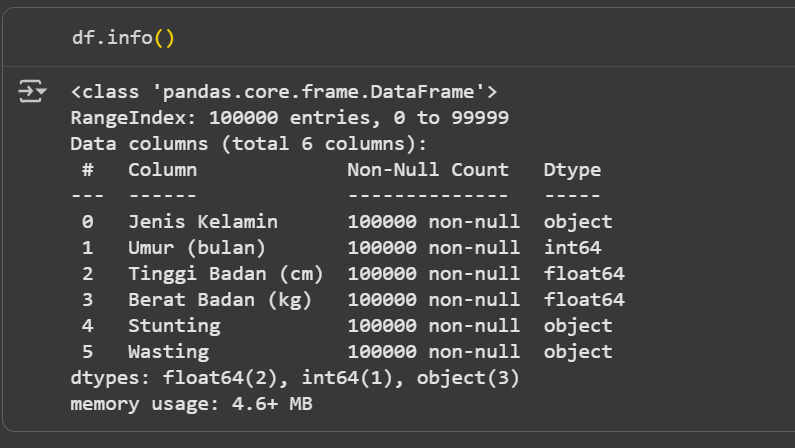 df.info()
<class 'pandas.core.frame.DataFrame'>
RangeIndex: 100000 entries, 0 to 99999
Data columns (total 6 columns):
 #   Column             Non-Null Count   Dtype
---  ------             --------------   -----
 0   Jenis Kelamin      100000 non-null  object
 1   Umur (bulan)       100000 non-null  int64
 2   Tinggi Badan (cm)  100000 non-null  float64
 3   Berat Badan (kg)   100000 non-null  float64
 4   Stunting           100000 non-null  object
 5   Wasting            100000 non-null  object
dtypes: float64(2), int64(1), object(3)
memory usage: 4.6+ MB